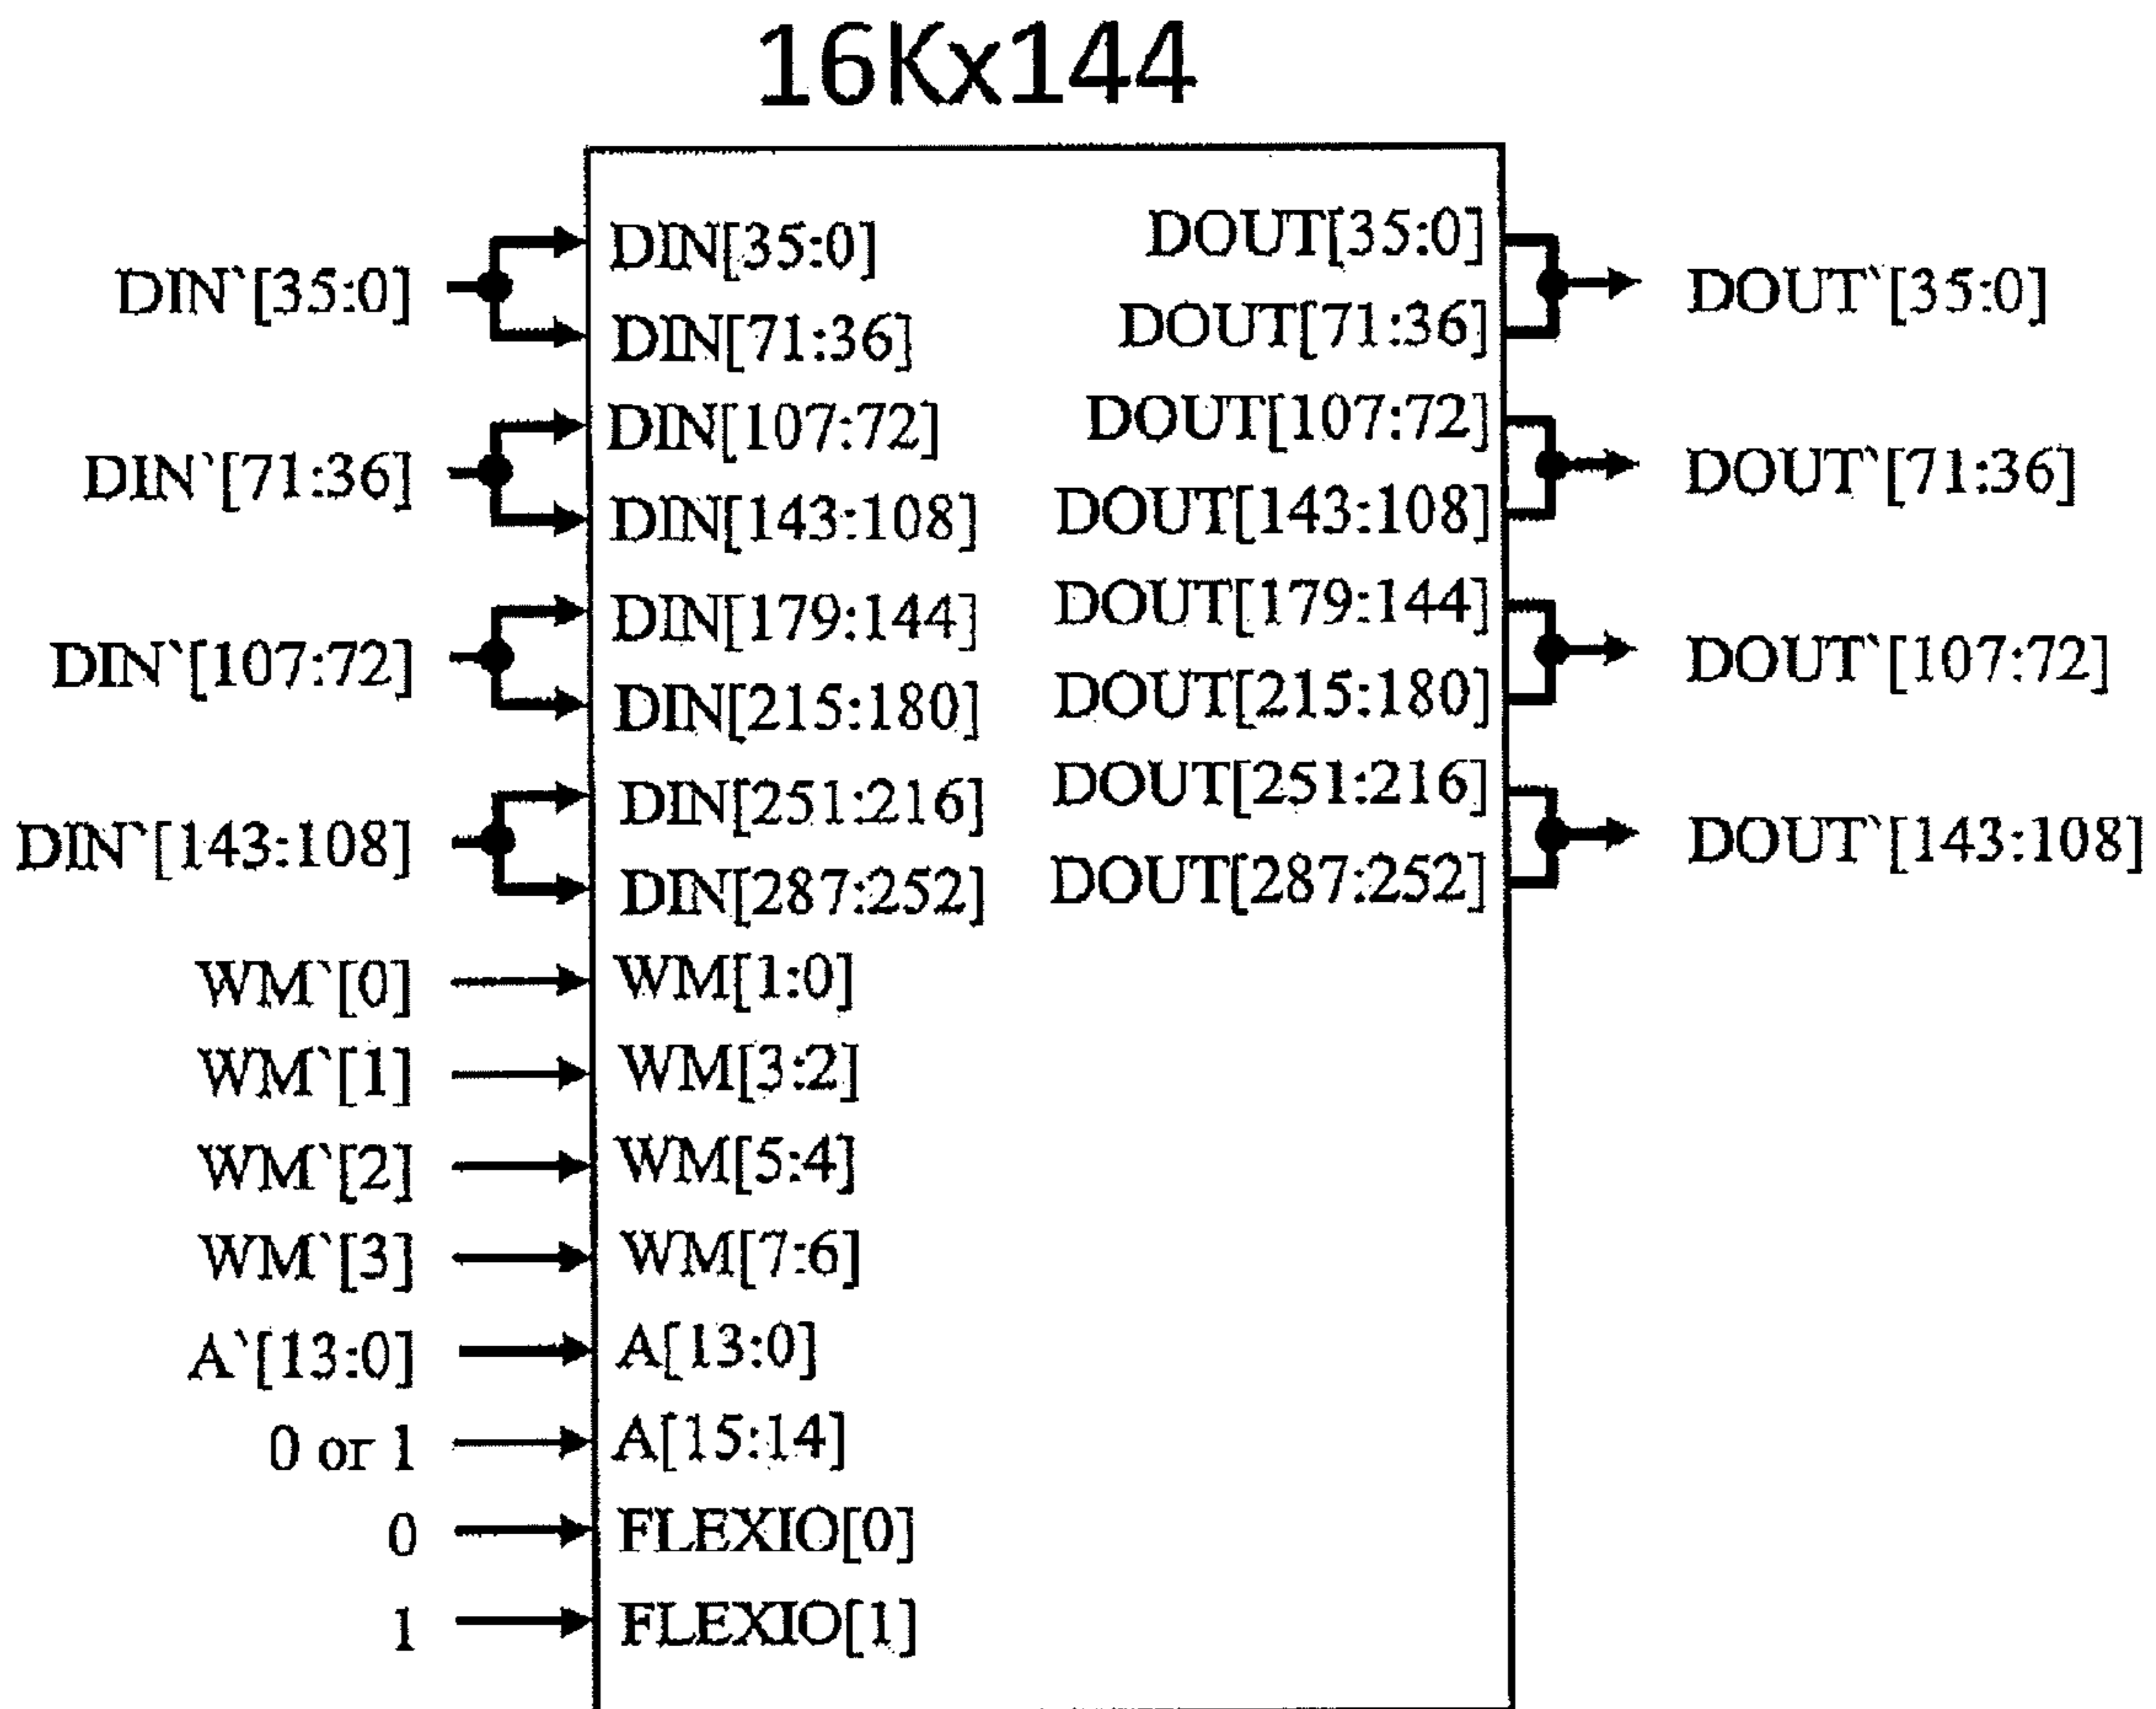 16Kx144
DIN`[35:0]
DIN[35:0]
DIN[71:36]
DOUT[35:0]
DOUT[71:36]
DOUT`[35:0]
DIN`[71:36]
DIN[107:72]
DIN[143:108]
DOUT[107:72]
DOUT[143:108]
DOUT`[71:36]
DIN`[107:72]
DIN[179:144]
DIN[215:180]
DOUT[179:144]
DOUT[215:180]
DOUT`[107:72]
DIN`[143:108]
DIN[251:216]
DIN[287:252]
DOUT[251:216]
DOUT[287:252]
DOUT`[143:108]
WM`[0] WM[1:0]
WM`[1] WM[3:2]
WM`[2] WM[5:4]
WM`[3] WM[7:6]
A`[13:0] A[13:0]
0 or 1 A[15:14]
0 FLEXIO[0]
1 FLEXIO[1]